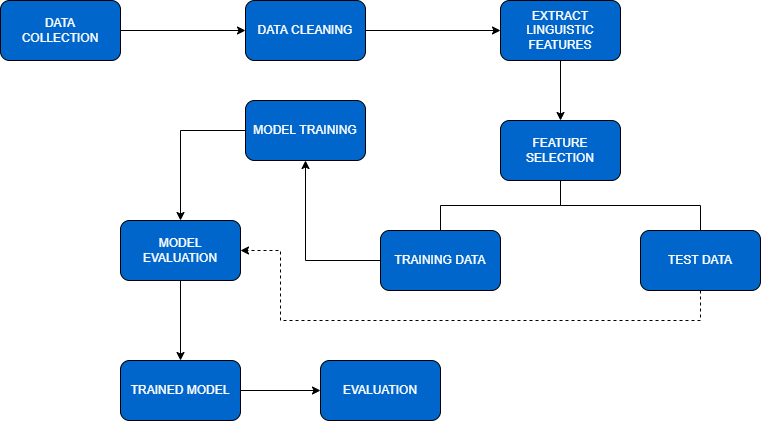 DATA
COLLECTION
DATA CLEANING
EXTRACT
LINGUISTIC
FEATURES
MODEL TRAINING
FEATURE
SELECTION
MODEL
EVALUATION
TRAINING DATA
TEST DATA
TRAINED MODEL
EVALUATION